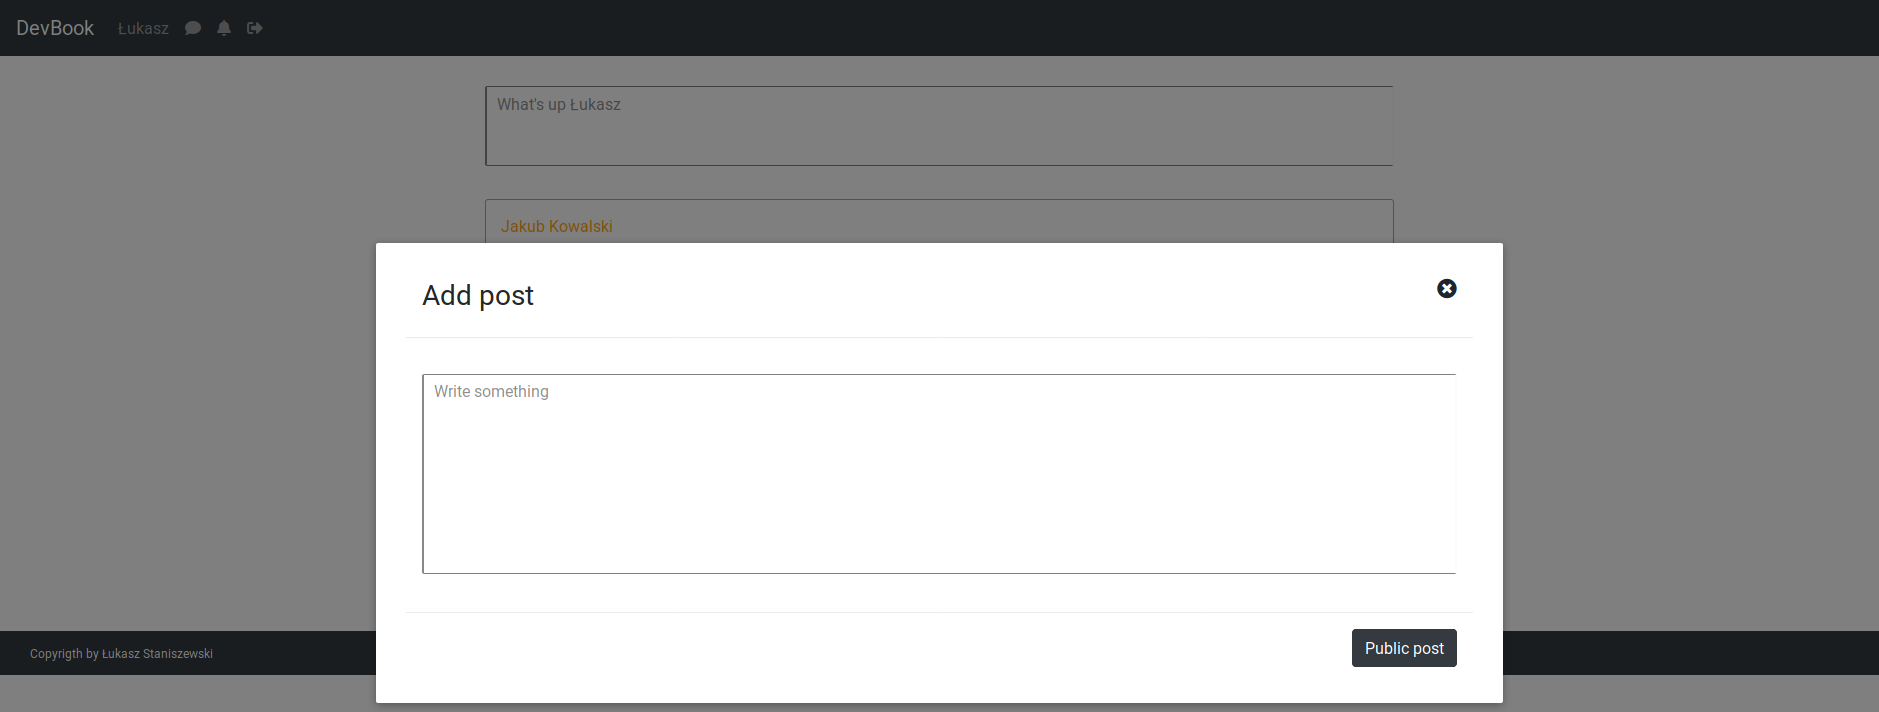 DevBook Łukasz
What's up Łukasz
Jakub Kowalski
Add post
Write something
Public post
Copyrigth by Łukasz Staniszewski